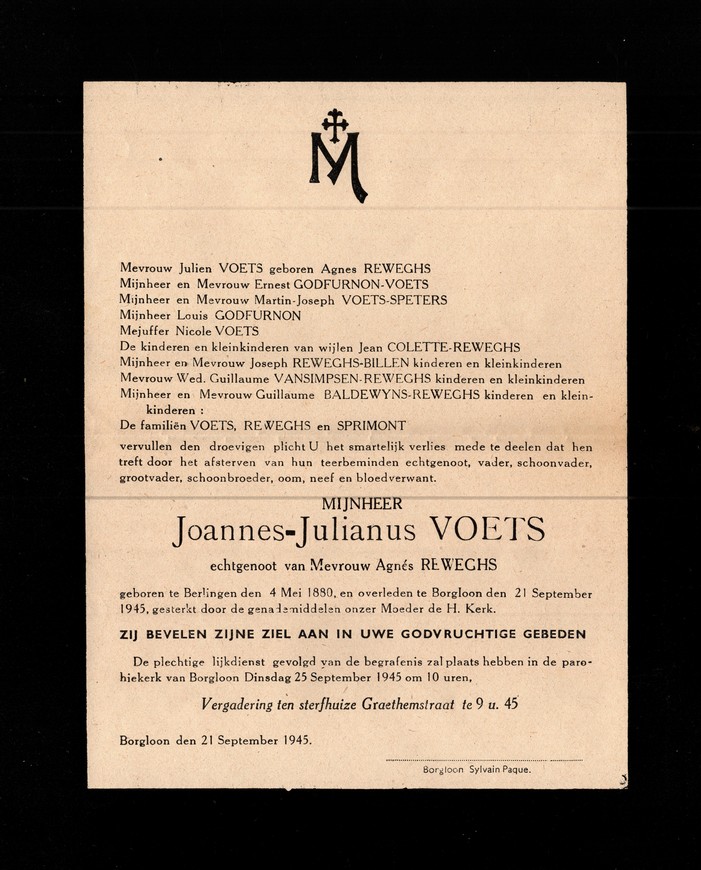 M
Mevrouw Julien VOETS geboren Agnes REWEGHS
Mijnheer en Mevrouw Ernest GODFURNON-VOETS
Mijnheer en Mevrouw Martin-Joseph VOETS-SPETERS
Mijnheer Louis GODFURNON
Mejuffer Nicole VOETS
De kinderen en kleinkinderen van wijlen Jean COLETTE-REWEGHS
Mijnheer en Mevrouw Joseph REWEGHS-BILLEN kinderen en kleinkinderen
Mevrouw Wed. Guillaume VANSIMPSEN-REWEGHS kinderen en kleinkinderen
Mijnheer en Mevrouw Guillaume BALDEWYNS-REWEGHS kinderen en klein-
kinderen :
De familiën VOETS, REWEGHS en SPRIMONT
vervullen den droevigen plicht U het smartelijk verlies mede te deelen dat hen
treft door het afsterven van hun teerbeminden echtgenoot, vader, schoonvader,
grootvader, schoonbroeder, oom, neef en bloedverwant.
MIJNHEER
Joannes-Julianus VOETS
echtgenoot van Mevrouw Agnés REWEGHS
geboren te Berlingen den 4 Mei 1880, en overleden te Borgloon den 21 September
1945, gesterkt door de genademiddelen onzer Moeder de H. Kerk.
ZIJ BEVELEN ZIJNE ZIEL AAN IN UWE GODVRUCHTIGE GEBEDEN
De plechtige lijkdienst gevolgd van de begrafenis zal plaats hebben in de paro-
hiekerk van Borgloon Dinsdag 25 September 1945 om 10 uren,
Vergadering ten sterfhuize Graethemstraat te 9 u. 45
Borgloon den 21 September 1945.
Borgloon Sylvain Paque.